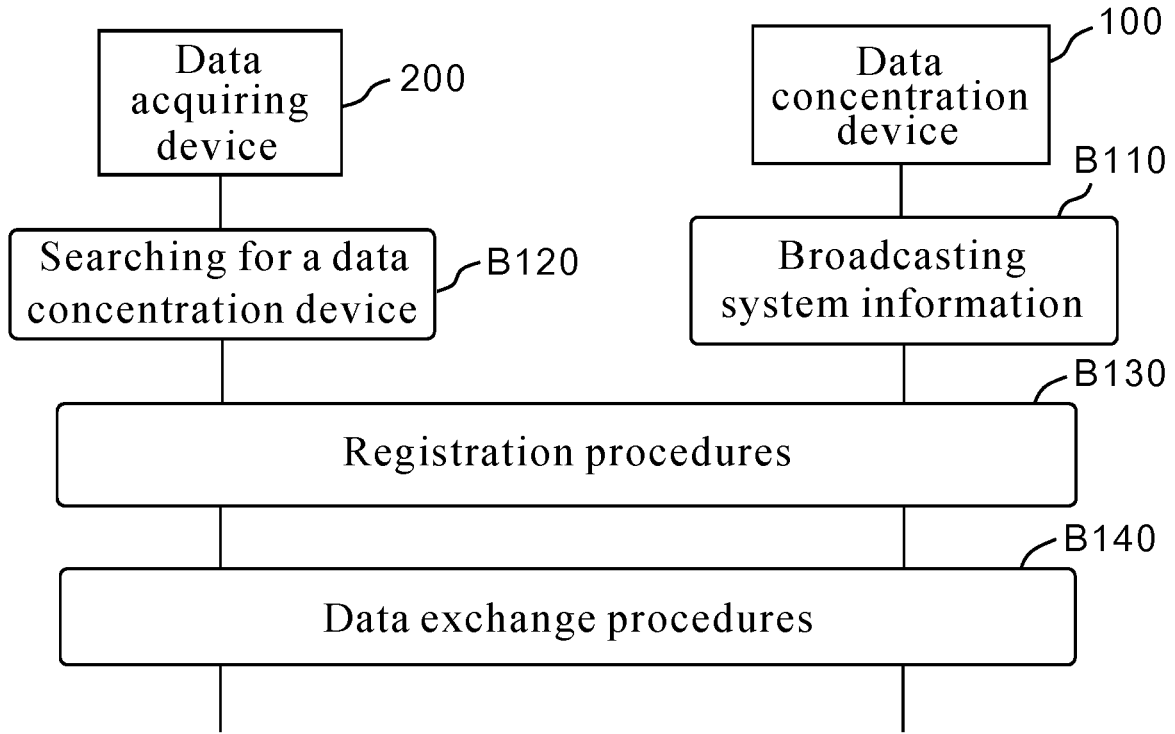 Data
acquiring
device
200
Data
concentration
device
100
B110
Searching for a data
concentration device
B120
Broadcasting
system information
B130
Registration procedures
B140
Data exchange procedures